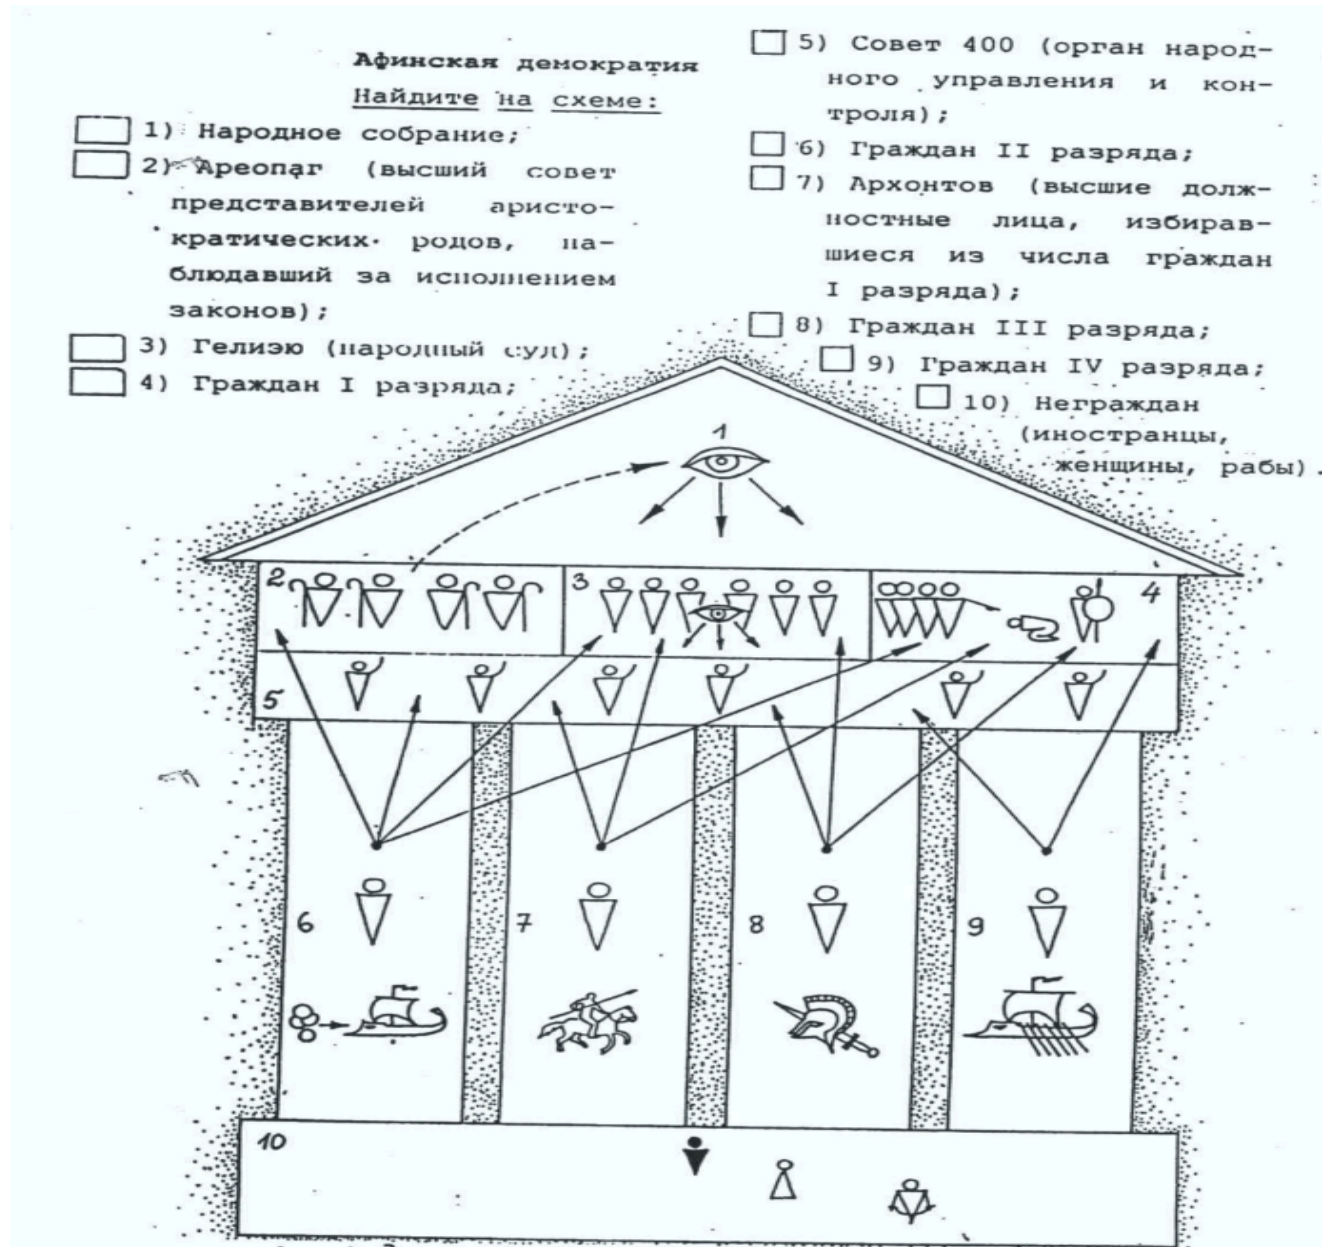 Афинская демократия
Найдите на схеме:
1) Народное собрание;
2) Ареопаг (высший совет
представителей аристо-
кратических родов, на-
блюдавший за исполнением
законов);
3) Гелиэю (народный суд);
4) Граждан I разряда;
5) Совет 400 (орган народ-
ного управления и кон-
троля);
6) Граждан II разряда;
7) Архонтов (высшие долж-
ностные лица, избирав-
шиеся из числа граждан
I разряда);
8) Граждан III разряда;
9) Граждан IV разряда;
10) Неграждан
(иностранцы,
женщины, рабы).
1
2
3
4
5
6
7
8
9
10